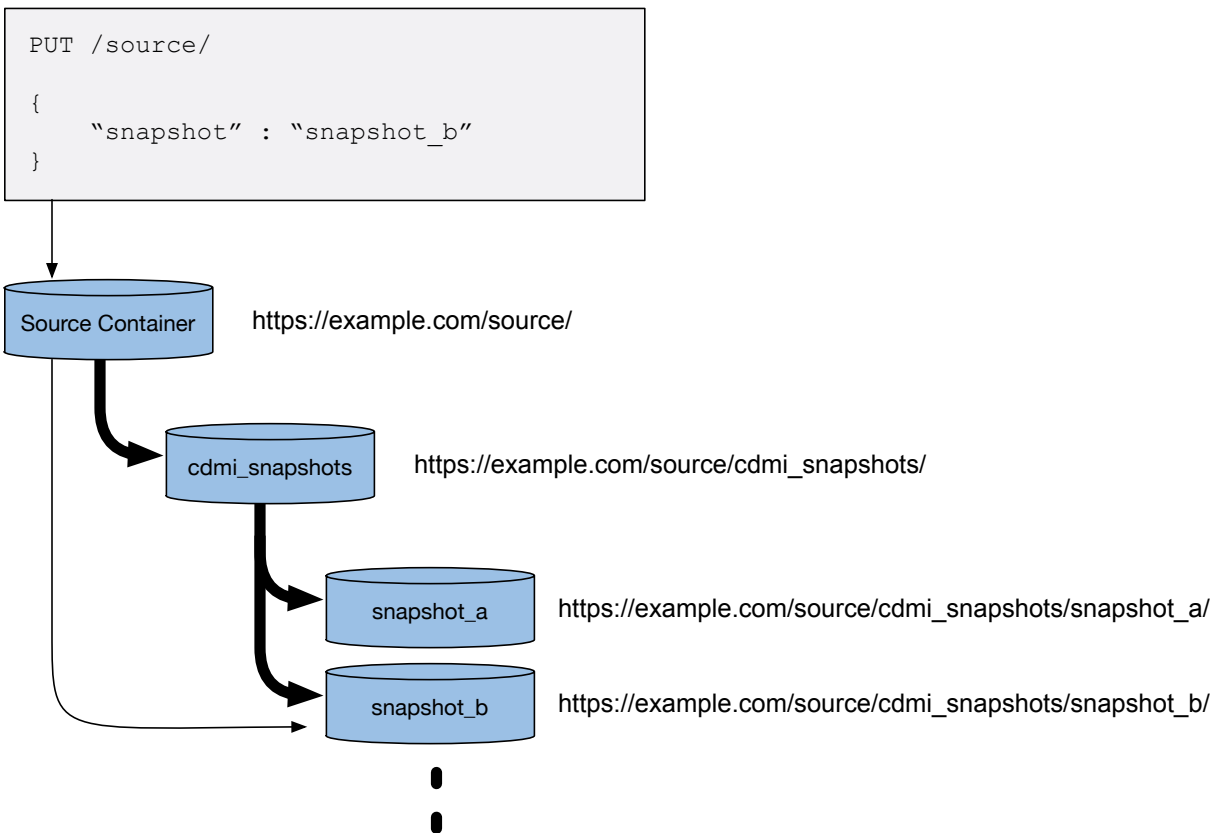 PUT /source/
{
“snapshot” : “snapshot_b”
}
Source Container
https://example.com/source/
cdmi_snapshots
https://example.com/source/cdmi_snapshots/
snapshot_a
https://example.com/source/cdmi_snapshots/snapshot_a/
snapshot_b
https://example.com/source/cdmi_snapshots/snapshot_b/